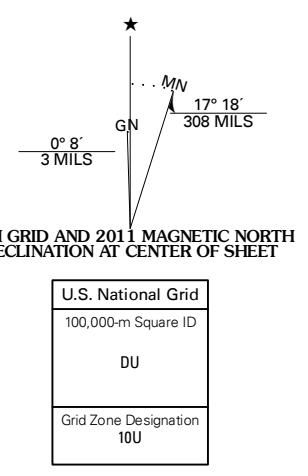 ★
MN
GN
17° 18´
308 MILS
0° 8´
3 MILS
GRID AND 2011 MAGNETIC NORTH
AT CENTER OF SHEET
U.S. National Grid
100,000-m Square ID
DU
Grid Zone Designation
10U